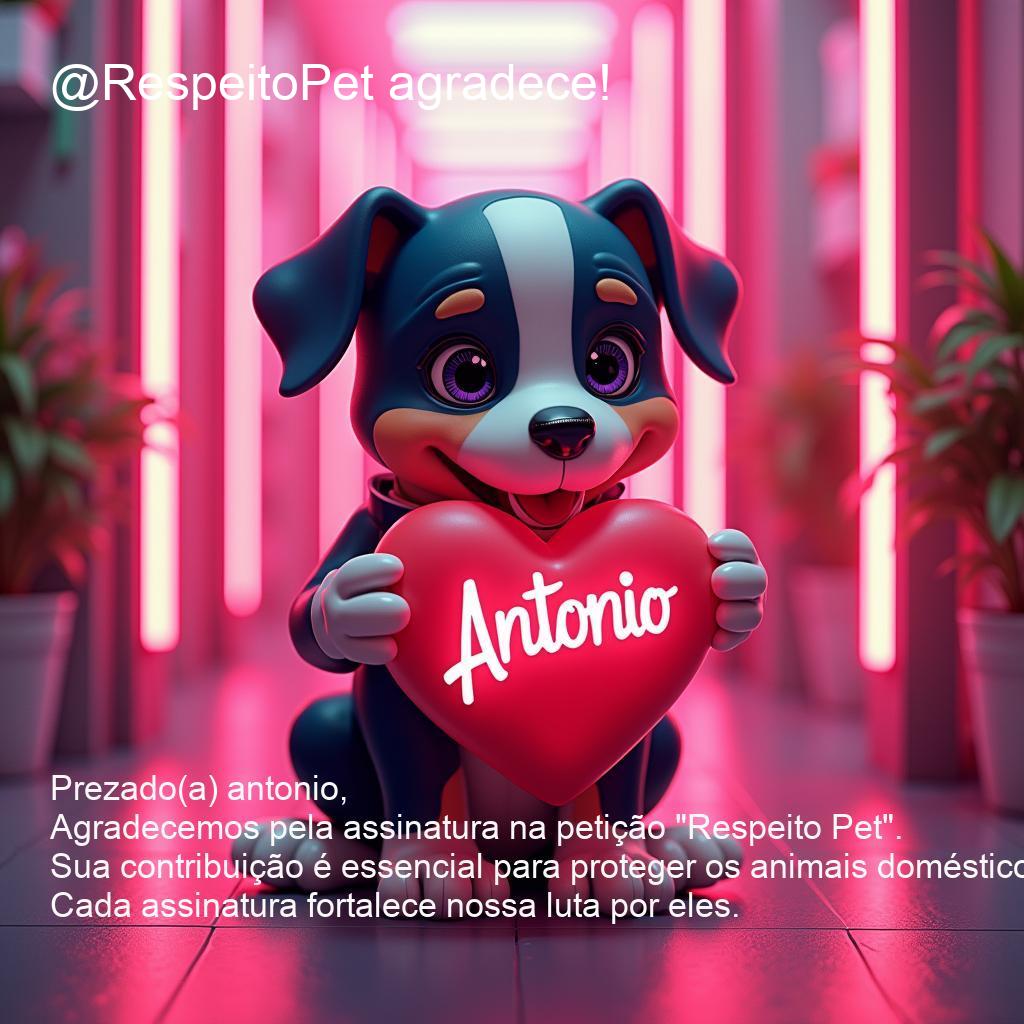 @RespeitoPet agradece!
Antonio
Prezado(a) antonio,
Agradecemos pela assinatura na petição "Respeito Pet".
Sua contribuição é essencial para proteger os animais doméstico
Cada assinatura fortalece nossa luta por eles.